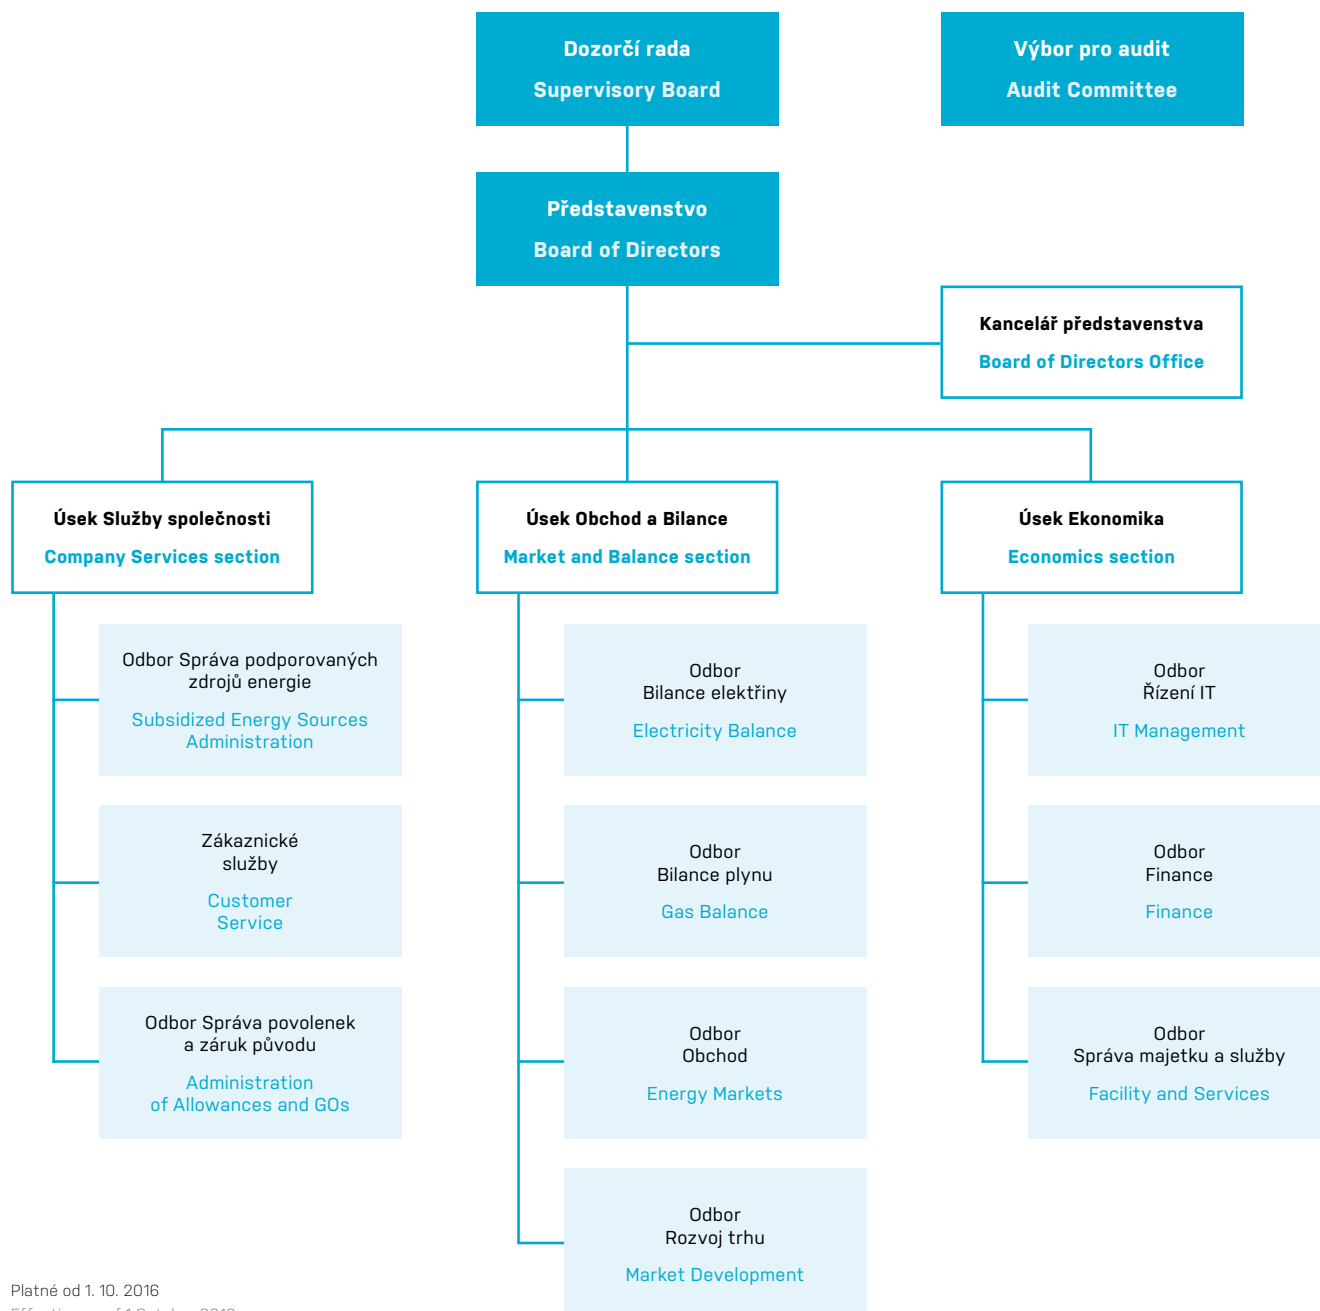 Dozorčí rada
Supervisory Board
Výbor pro audit
Audit Committee
Představenstvo
Board of Directors
Kancelář představenstva
Board of Directors Office
Úsek Služby společnosti
Company Services section
Úsek Obchod a Bilance
Market and Balance section
Úsek Ekonomika
Economics section
Odbor Správa podporovaných
zdrojů energie
Subsidized Energy Sources
Administration
Odbor
Bilance elektřiny
Electricity Balance
Odbor
Řízení IT
IT Management
Zákaznické
služby
Customer
Service
Odbor
Bilance plynu
Gas Balance
Odbor
Finance
Finance
Odbor Správa povolenek
a záruk původu
Administration
of Allowances and GOs
Odbor
Obchod
Energy Markets
Odbor
Správa majetku a služby
Facility and Services
Odbor
Rozvoj trhu
Market Development
Platné od 1. 10. 2016